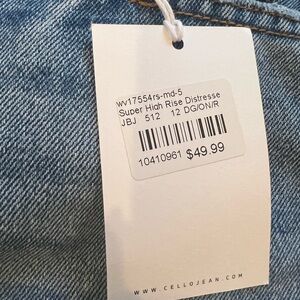 wv17554rs-md-5
Super High Rise Distresse
JBJ 512 12 DG/ON/R
10410961 $49.99
WWW.CELLOJEAN.COM